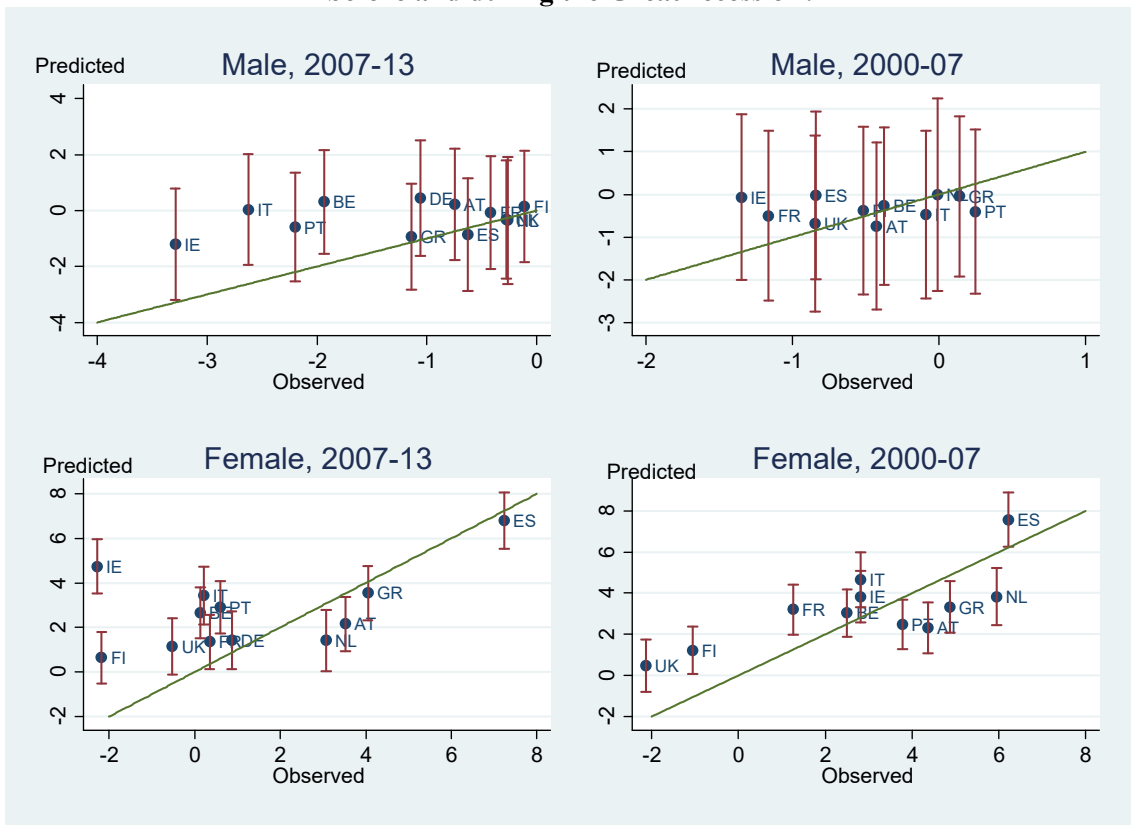 Predicted
Male, 2007-13
4
2
0
-2
-4
IE
IT
PT
BE
GR
DE
AT
ES
FI
-4
-3
-2
-1
0
Observed
Predicted
Male, 2000-07
2
1
0
-1
-2
-3
IE
FR
ES
UK
BE
AT
IT
NL
GR
PT
-2
-1
0
1
Observed
Predicted
Female, 2007-13
8
6
4
2
0
-2
IE
FI
UK
IT
BE
PT
FR
DE
NL
AT
GR
ES
-2
0
2
4
6
8
Observed
Predicted
Female, 2000-07
8
6
4
2
0
-2
UK
FI
FR
BE
IT
IE
PT
AT
GR
NL
ES
-2
0
2
4
6
8
Observed